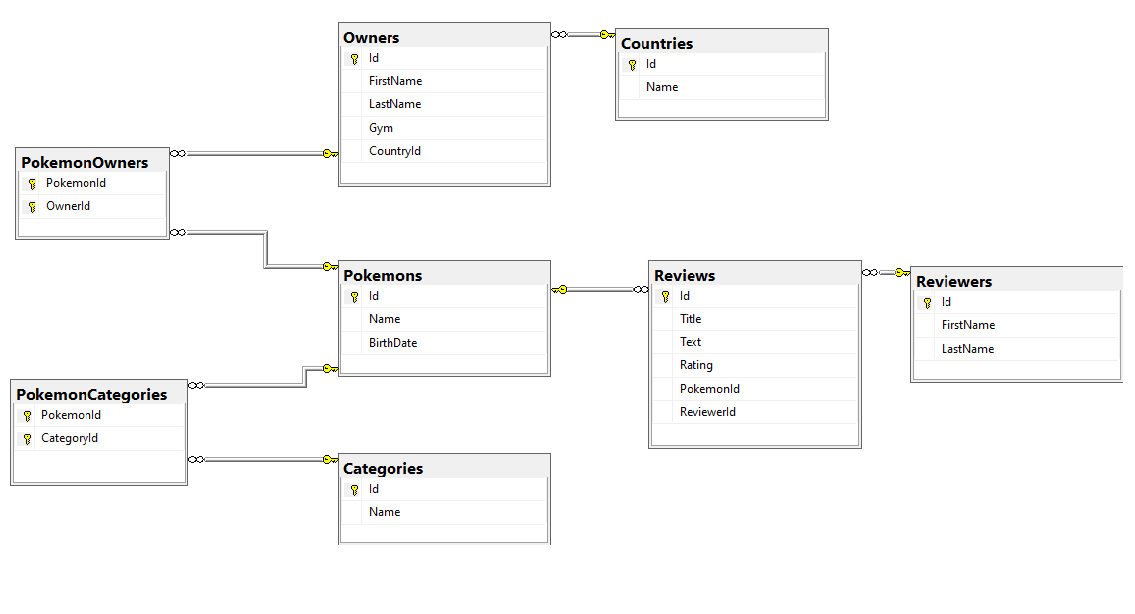 Owners
Id
FirstName
LastName
Gym
CountryId
Countries
Id
Name
PokemonOwners
PokemonId
OwnerId
Pokemons
Id
Name
BirthDate
Reviews
Id
Title
Text
Rating
PokemonId
ReviewerId
Reviewers
Id
FirstName
LastName
PokemonCategories
PokemonId
CategoryId
Categories
Id
Name